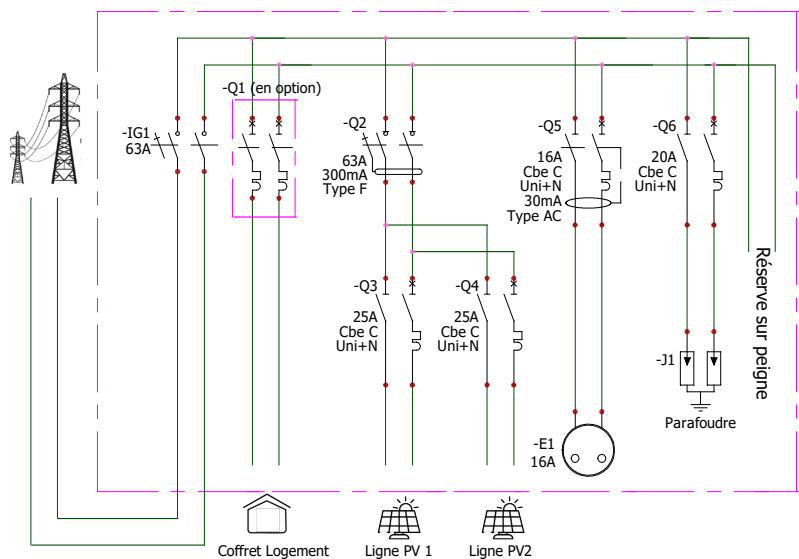 -Q1 (en option)
-IG1
63A
-Q2
63A
300mA
Type F
-Q5
16A
Cbe C
Uni+N
30mA
Type AC
-Q6
20A
Cbe C
Uni+N
-Q3
25A
Cbe C
Uni+N
-Q4
25A
Cbe C
Uni+N
Réserve sur peigne
-J1
Parafoudre
-E1
16A
Coffret Logement
Ligne PV 1
Ligne PV2